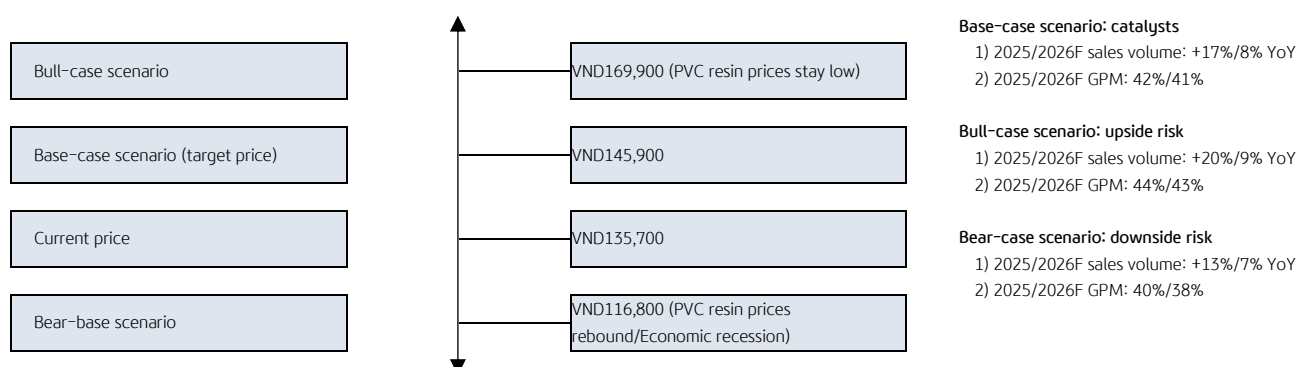 Bull-case scenario
VND169,900 (PVC resin prices stay low)
Base-case scenario (target price)
VND145,900
Current price
VND135,700
Bear-base scenario
VND116,800 (PVC resin prices
rebound/Economic recession)
Base-case scenario: catalysts
1) 2025/2026F sales volume: +17%/8% YoY
2) 2025/2026F GPM: 42%/41%
Bull-case scenario: upside risk
1) 2025/2026F sales volume: +20%/9% YoY
2) 2025/2026F GPM: 44%/43%
Bear-case scenario: downside risk
1) 2025/2026F sales volume: +13%/7% YoY
2) 2025/2026F GPM: 40%/38%